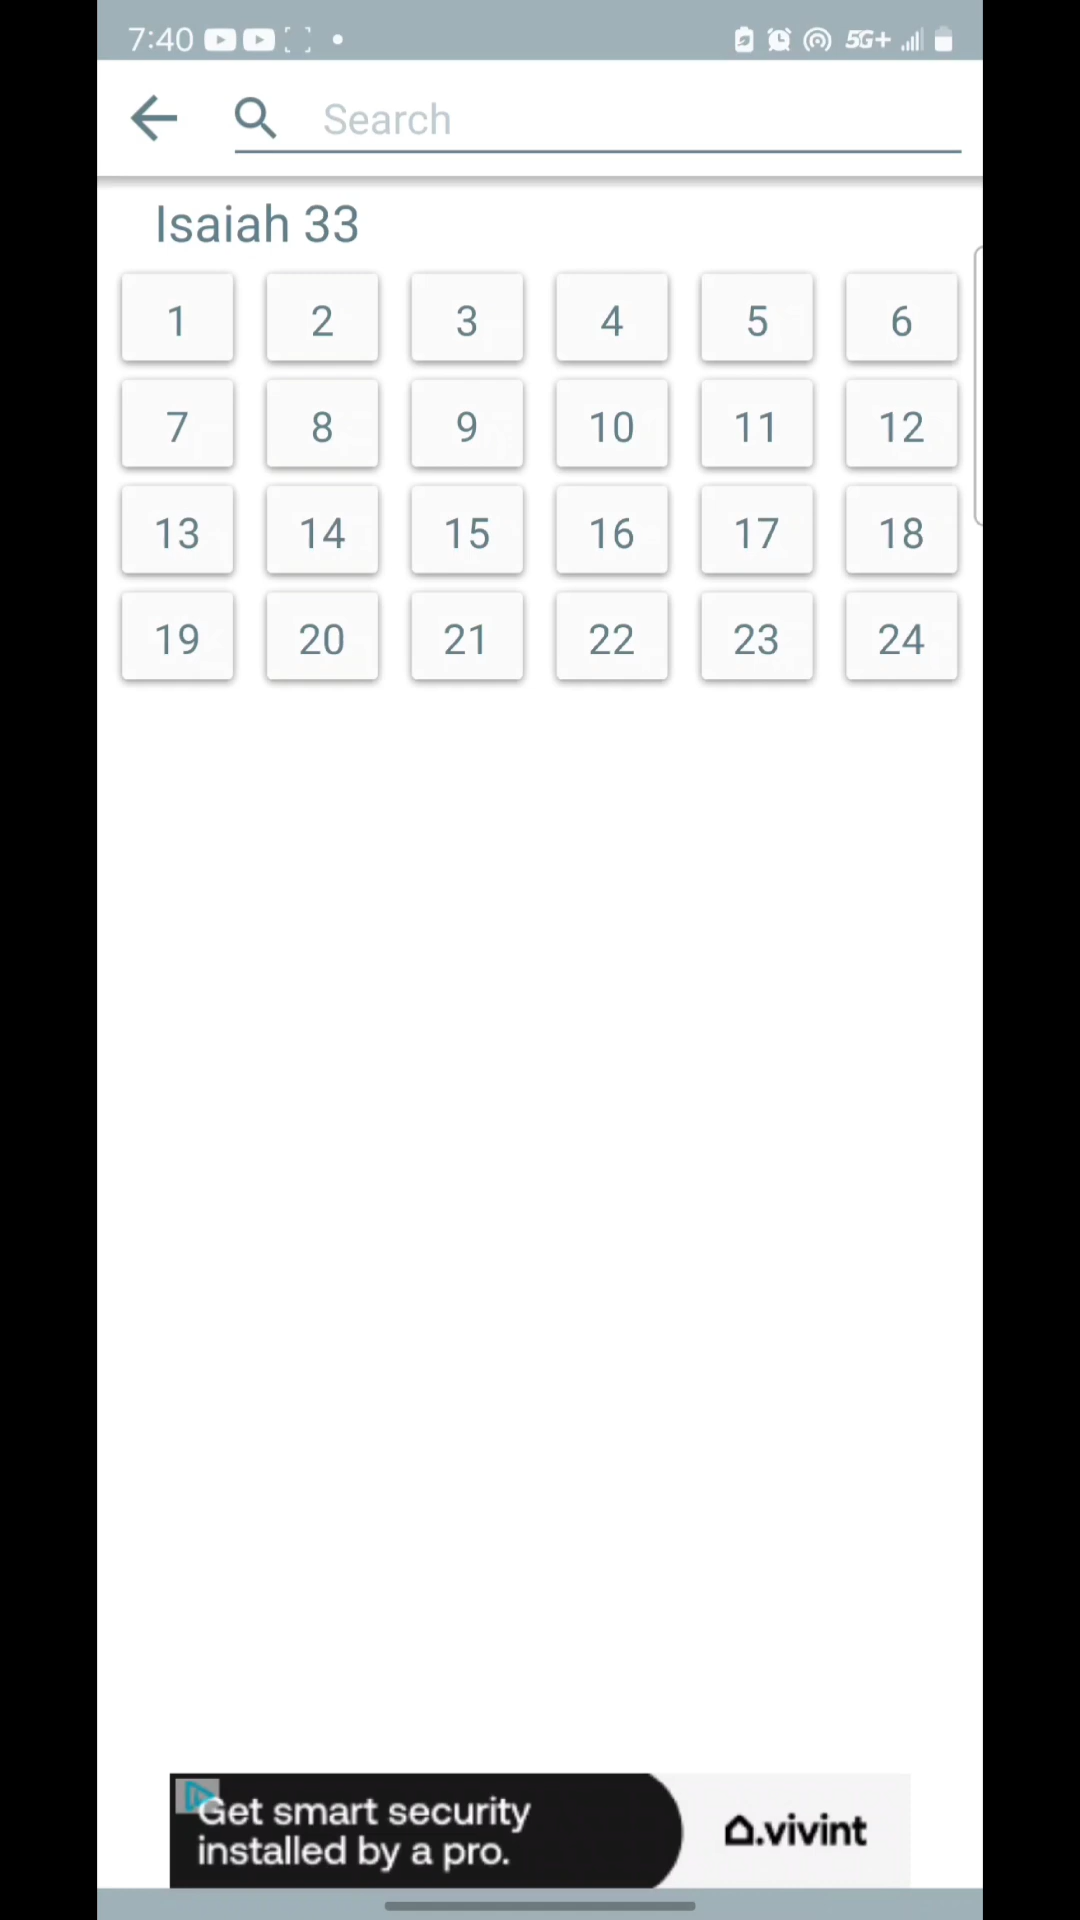 7:40 5G+
Search
Isaiah 33
1 2 3 4 5 6
7 8 9 10 11 12
13 14 15 16 17 18
19 20 21 22 23 24
Get smart security
installed by a pro.
vivint